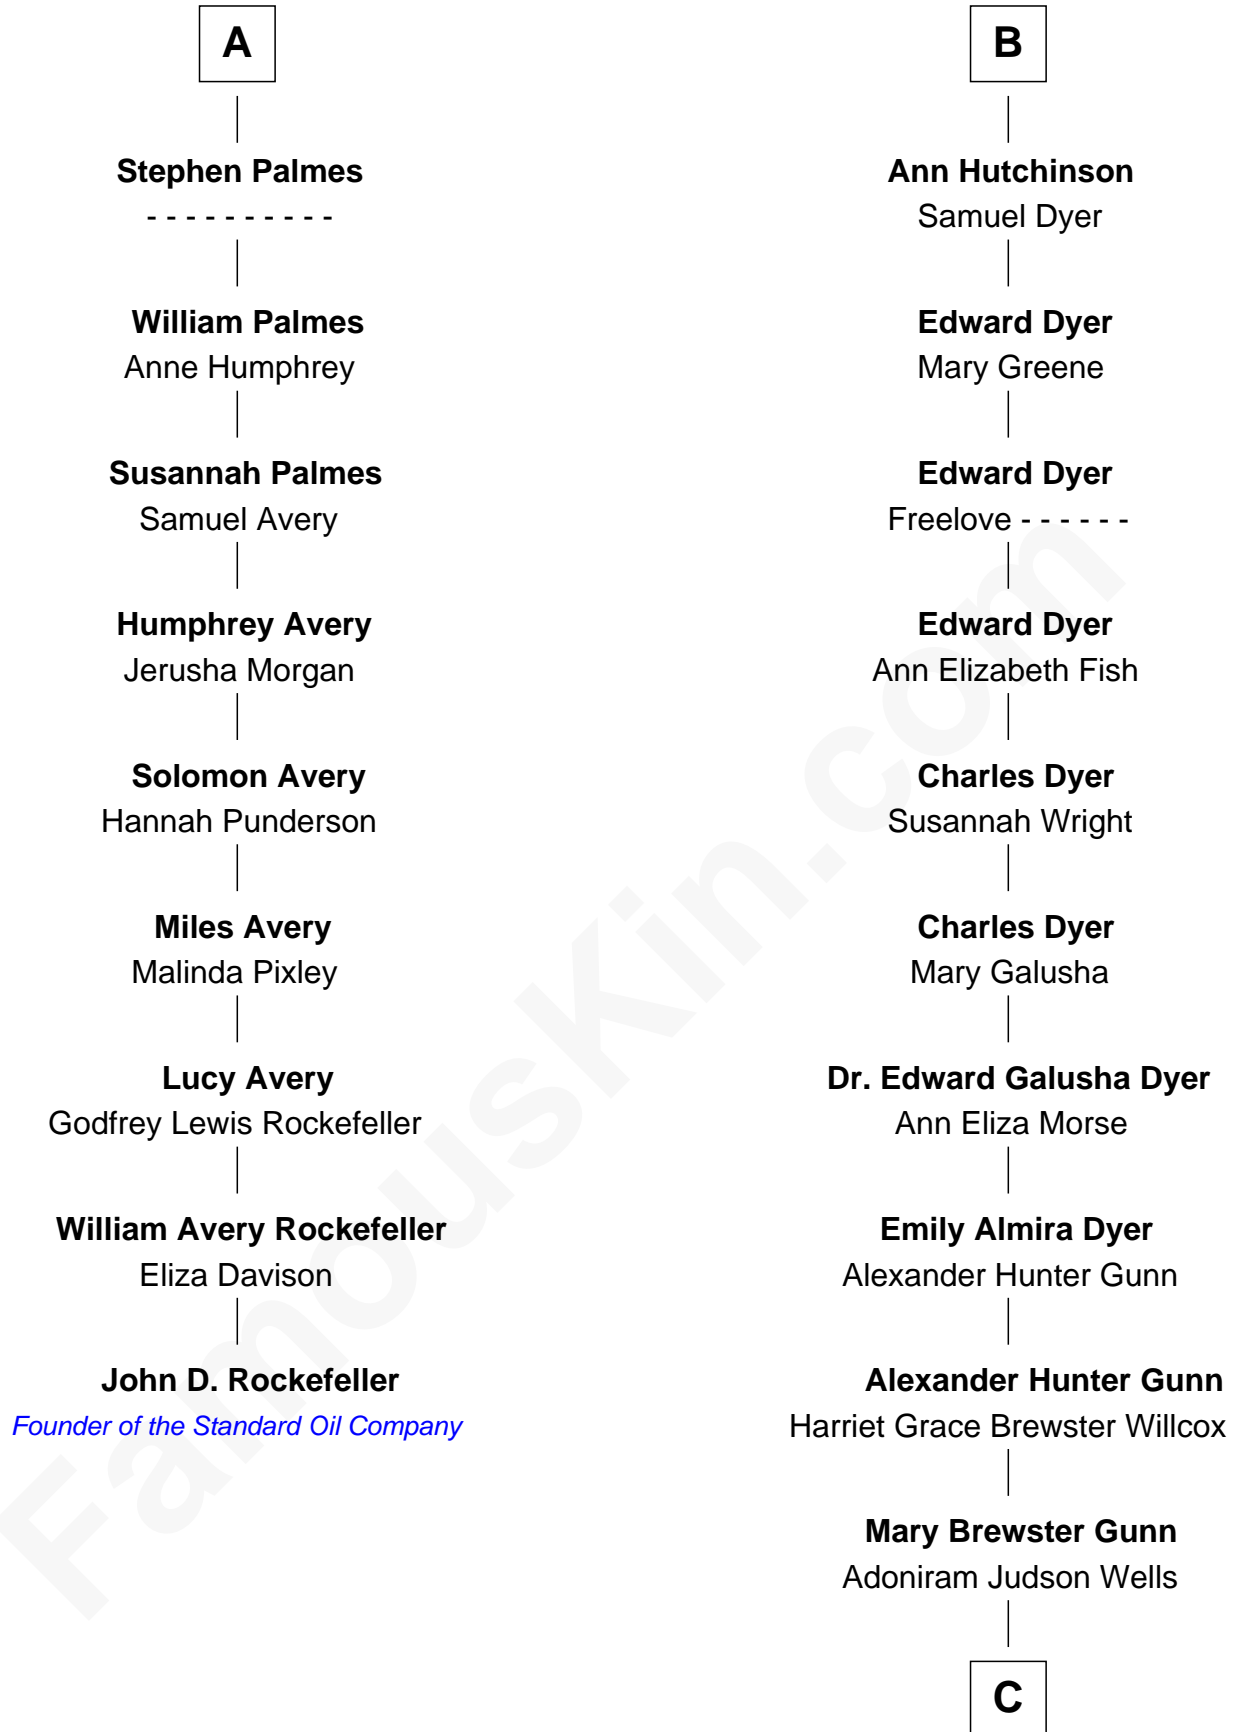 A
Stephen Palmes
- - - - - - - - - -
William Palmes
Anne Humphrey
Susannah Palmes
Samuel Avery
Humphrey Avery
Jerusha Morgan
Solomon Avery
Hannah Punderson
Miles Avery
Malinda Pixley
Lucy Avery
Godfrey Lewis Rockefeller
William Avery Rockefeller
Eliza Davison
John D. Rockefeller
Founder of the Standard Oil Company
B
Ann Hutchinson
Samuel Dyer
Edward Dyer
Mary Greene
Edward Dyer
Freelove - - - - - -
Edward Dyer
Ann Elizabeth Fish
Charles Dyer
Susannah Wright
Charles Dyer
Mary Galusha
Dr. Edward Galusha Dyer
Ann Eliza Morse
Emily Almira Dyer
Alexander Hunter Gunn
Alexander Hunter Gunn
Harriet Grace Brewster Willcox
Mary Brewster Gunn
Adoniram Judson Wells
C
FamousKin.com